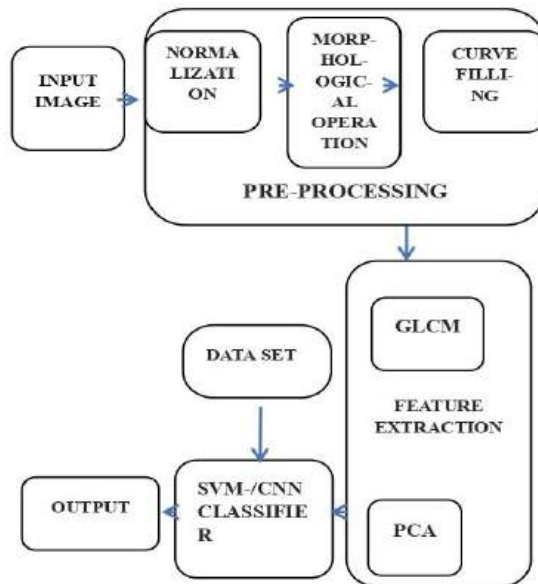 INPUT
IMAGE
NORMA
LIZATI
ON
MORP-
HOL-
OGIC-
AL
OPERA
TION
CURVE
FILLI-
NG
PRE-PROCESSING
GLCM
FEATURE
EXTRACTION
PCA
DATA SET
SVM-/CNN
CLASSIFIE
R
OUTPUT